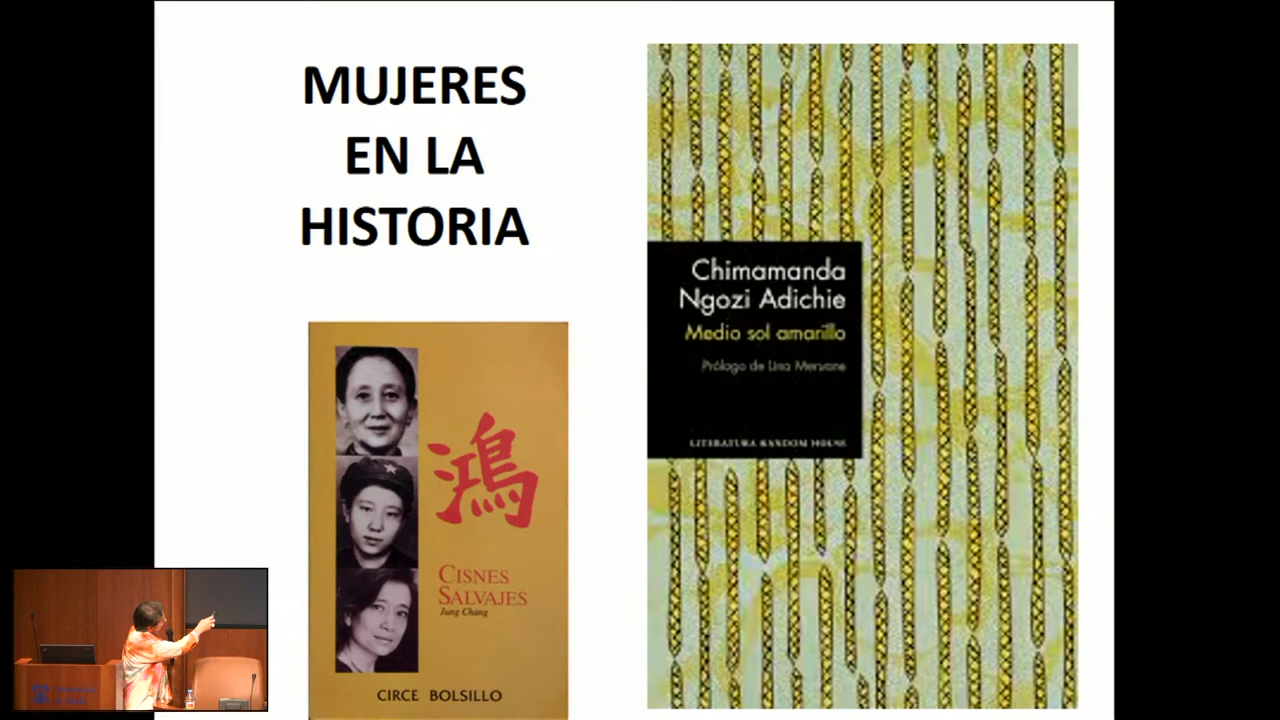 MUJERES
EN LA
HISTORIA
鴻
CISNES
SALVAJES
Jung Chang
CIRCE BOLSILLO
Chimamanda
Ngozi Adichie
Medio sol amarillo
Prólogo de Lina Meruane
LITERATURA RANDOM HOUSE